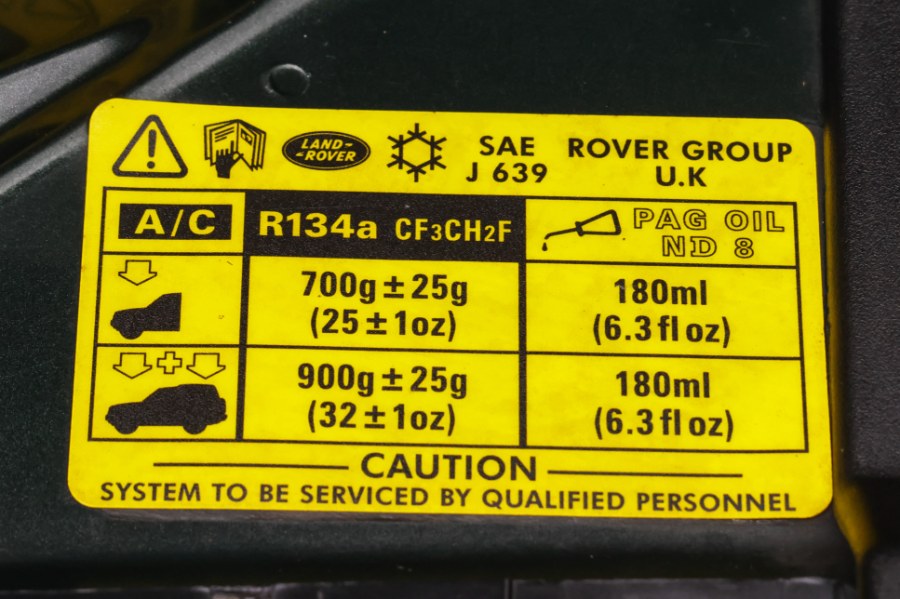 LAND-
-ROVER
SAE
J 639
ROVER GROUP
U.K
A/C
R134a CF3CH2F
PAG OIL
ND 8
700g ± 25g
(25 ± 1oz)
180ml
(6.3 fl oz)
900g ± 25g
(32 ± 1oz)
180ml
(6.3 fl oz)
CAUTION
SYSTEM TO BE SERVICED BY QUALIFIED PERSONNEL